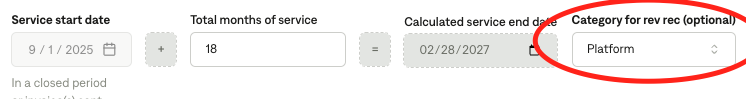 Service start date
Total months of service
Calculated service end date
Category for rev rec (optional)
9 / 1 / 2025
+
18
=
02/28/2027
Platform
In a closed period